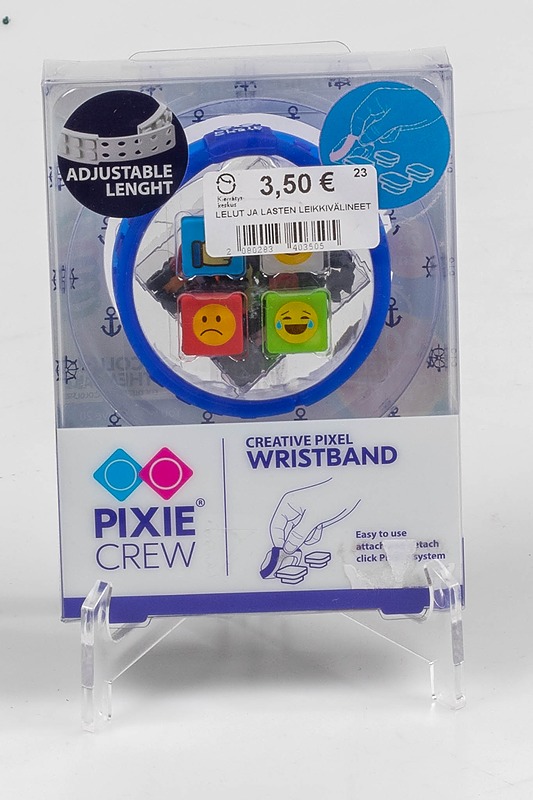 ADJUSTABLE
LENGHT
Kierrätys-
keskus
3,50 €
23
LELUT JA LASTEN LEIKKIVÄLINEET
2 080283 403505
PIXIE®
CREW
CREATIVE PIXEL
WRISTBAND
Easy to use
click system